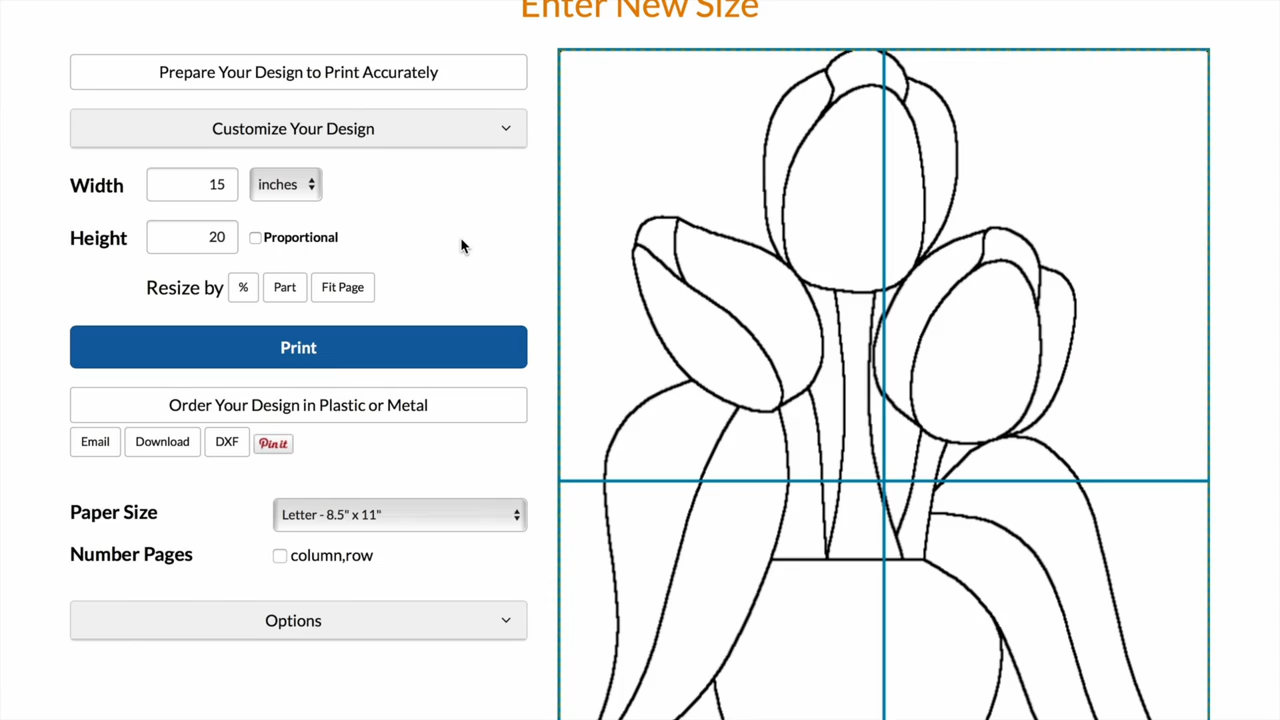 Enter New Size
Prepare Your Design to Print Accurately
Customize Your Design
Width 15 inches
Height 20 Proportional
Resize by % Part Fit Page
Print
Order Your Design in Plastic or Metal
Email Download DXF Pin it
Paper Size Letter - 8.5" x 11"
Number Pages column,row
Options